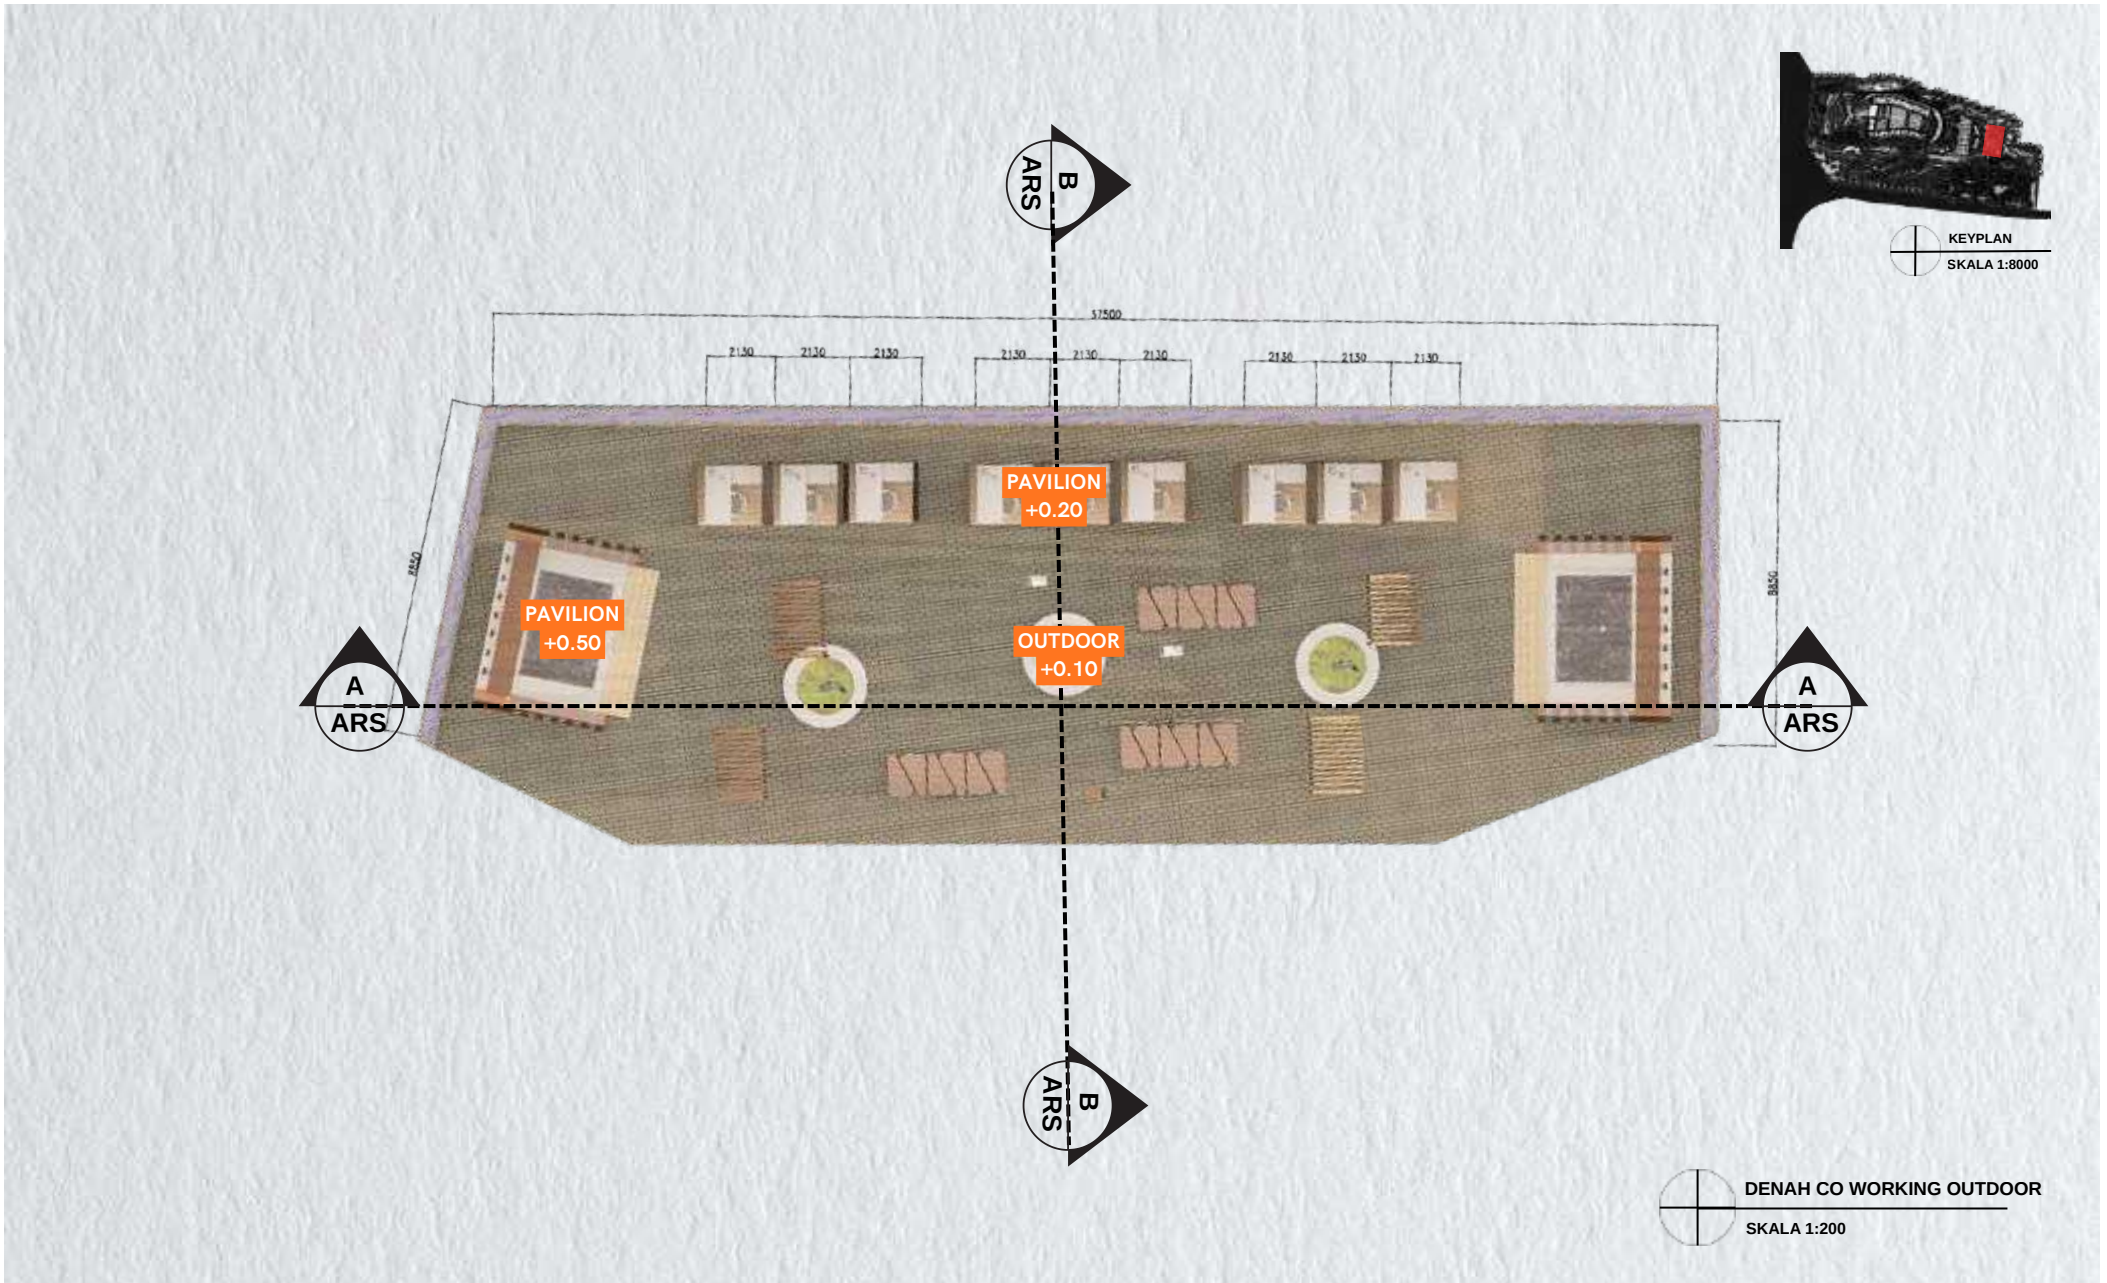 B
ARS
KEYPLAN
SKALA 1:8000
57500
2130 2130 2130 2130 2130 2130 2130 2130 2130
PAVILION
+0.20
8850
8850
PAVILION
+0.50
OUTDOOR
+0.10
A
ARS
A
ARS
B
ARS
DENAH CO WORKING OUTDOOR
SKALA 1:200